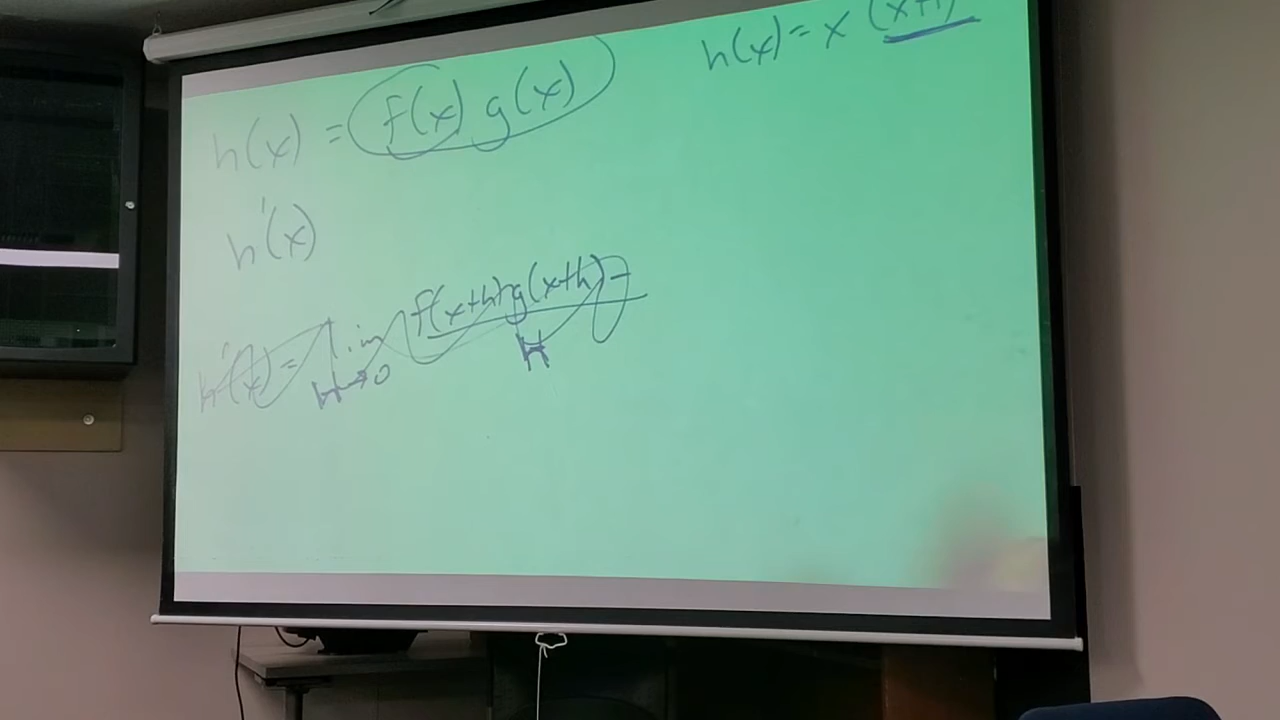 h(x) = f(x) g(x)
h(x) = x (x+1)
h'(x)
h'(x) = lim f(x+h) g(x+h) -
H→0 H